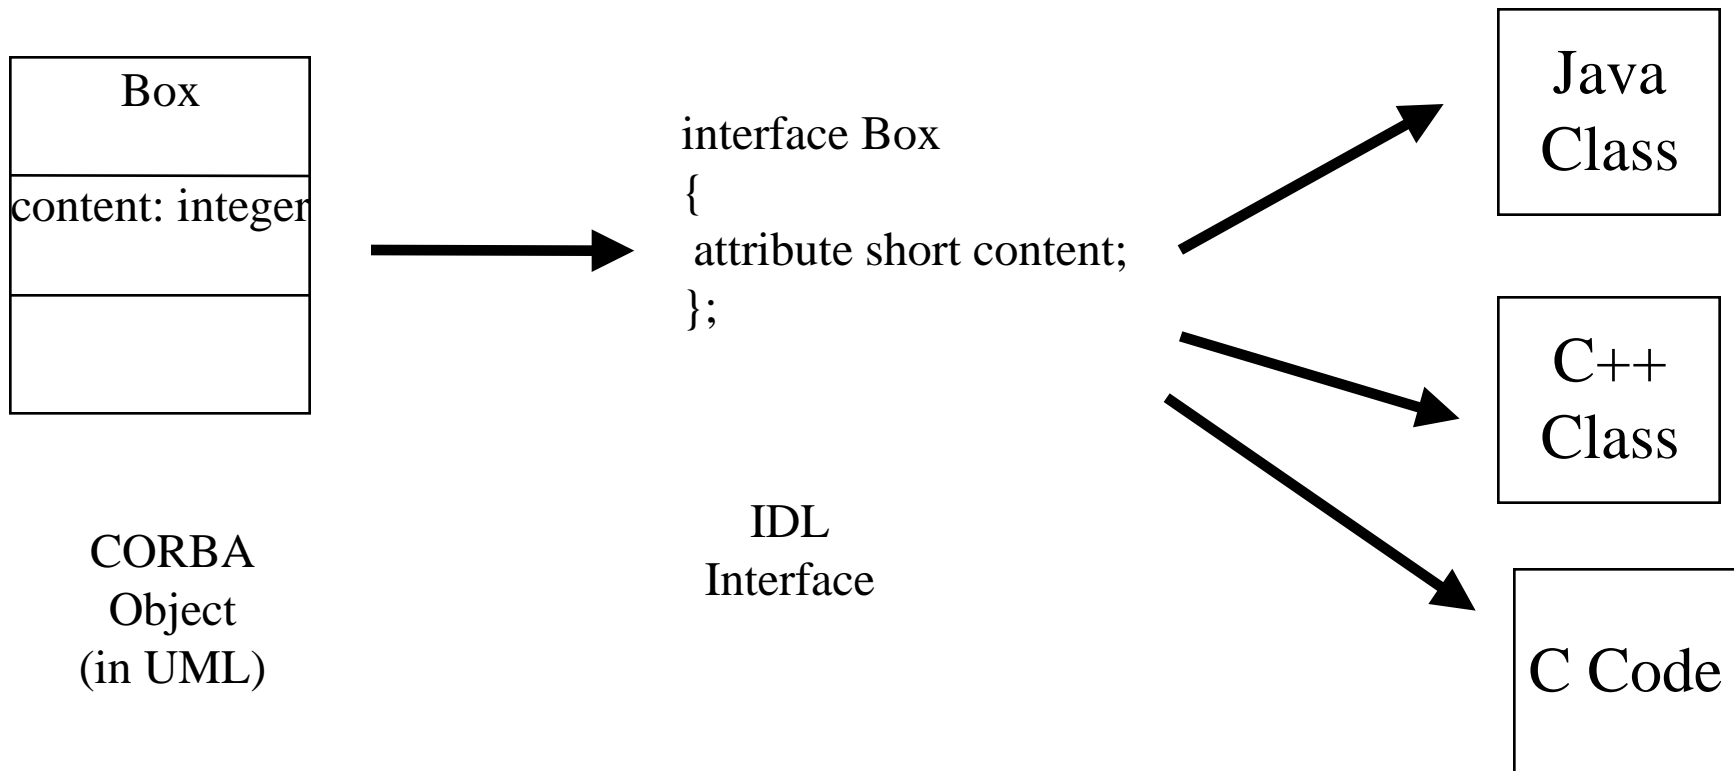 Box
content: integer
CORBA
Object
(in UML)
interface Box
{
attribute short content;
};
IDL
Interface
Java
Class
C++
Class
C Code